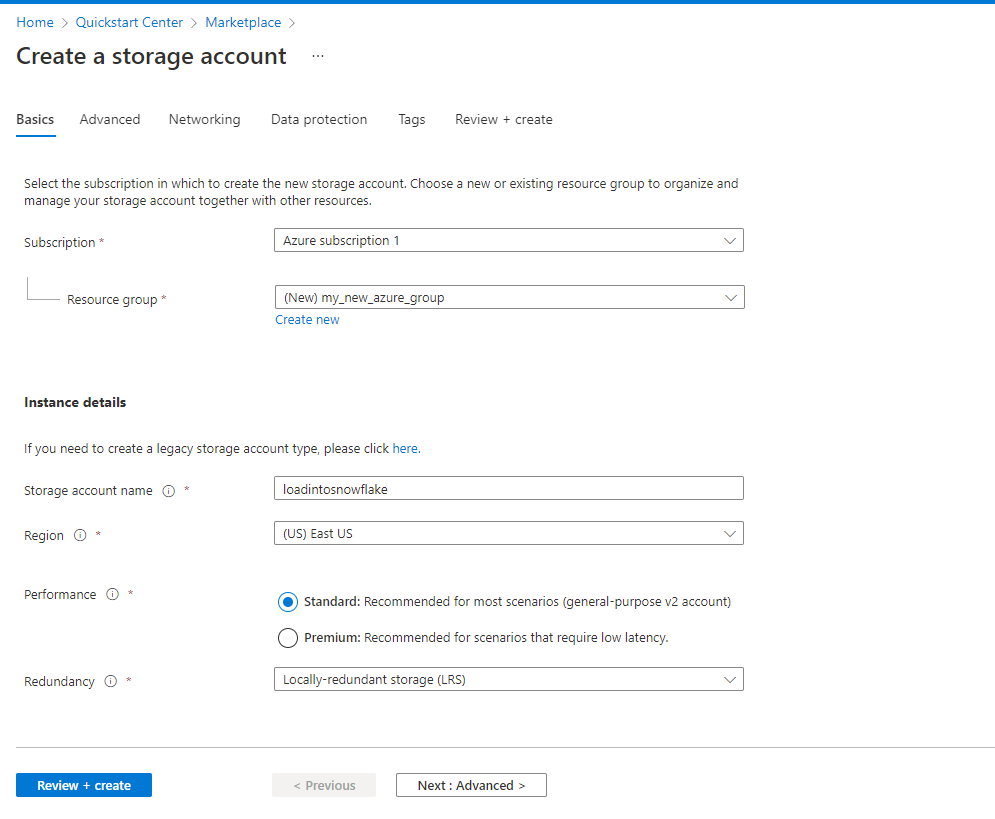 Home > Quickstart Center > Marketplace >
Create a storage account ...
Basics Advanced Networking Data protection Tags Review + create
Select the subscription in which to create the new storage account. Choose a new or existing resource group to organize and
manage your storage account together with other resources.
Subscription * Azure subscription 1
Resource group * (New) my_new_azure_group
Create new
Instance details
If you need to create a legacy storage account type, please click here.
Storage account name * loadintosnowflake
Region * (US) East US
Performance * Standard: Recommended for most scenarios (general-purpose v2 account)
Premium: Recommended for scenarios that require low latency.
Redundancy * Locally-redundant storage (LRS)
Review + create < Previous Next : Advanced >